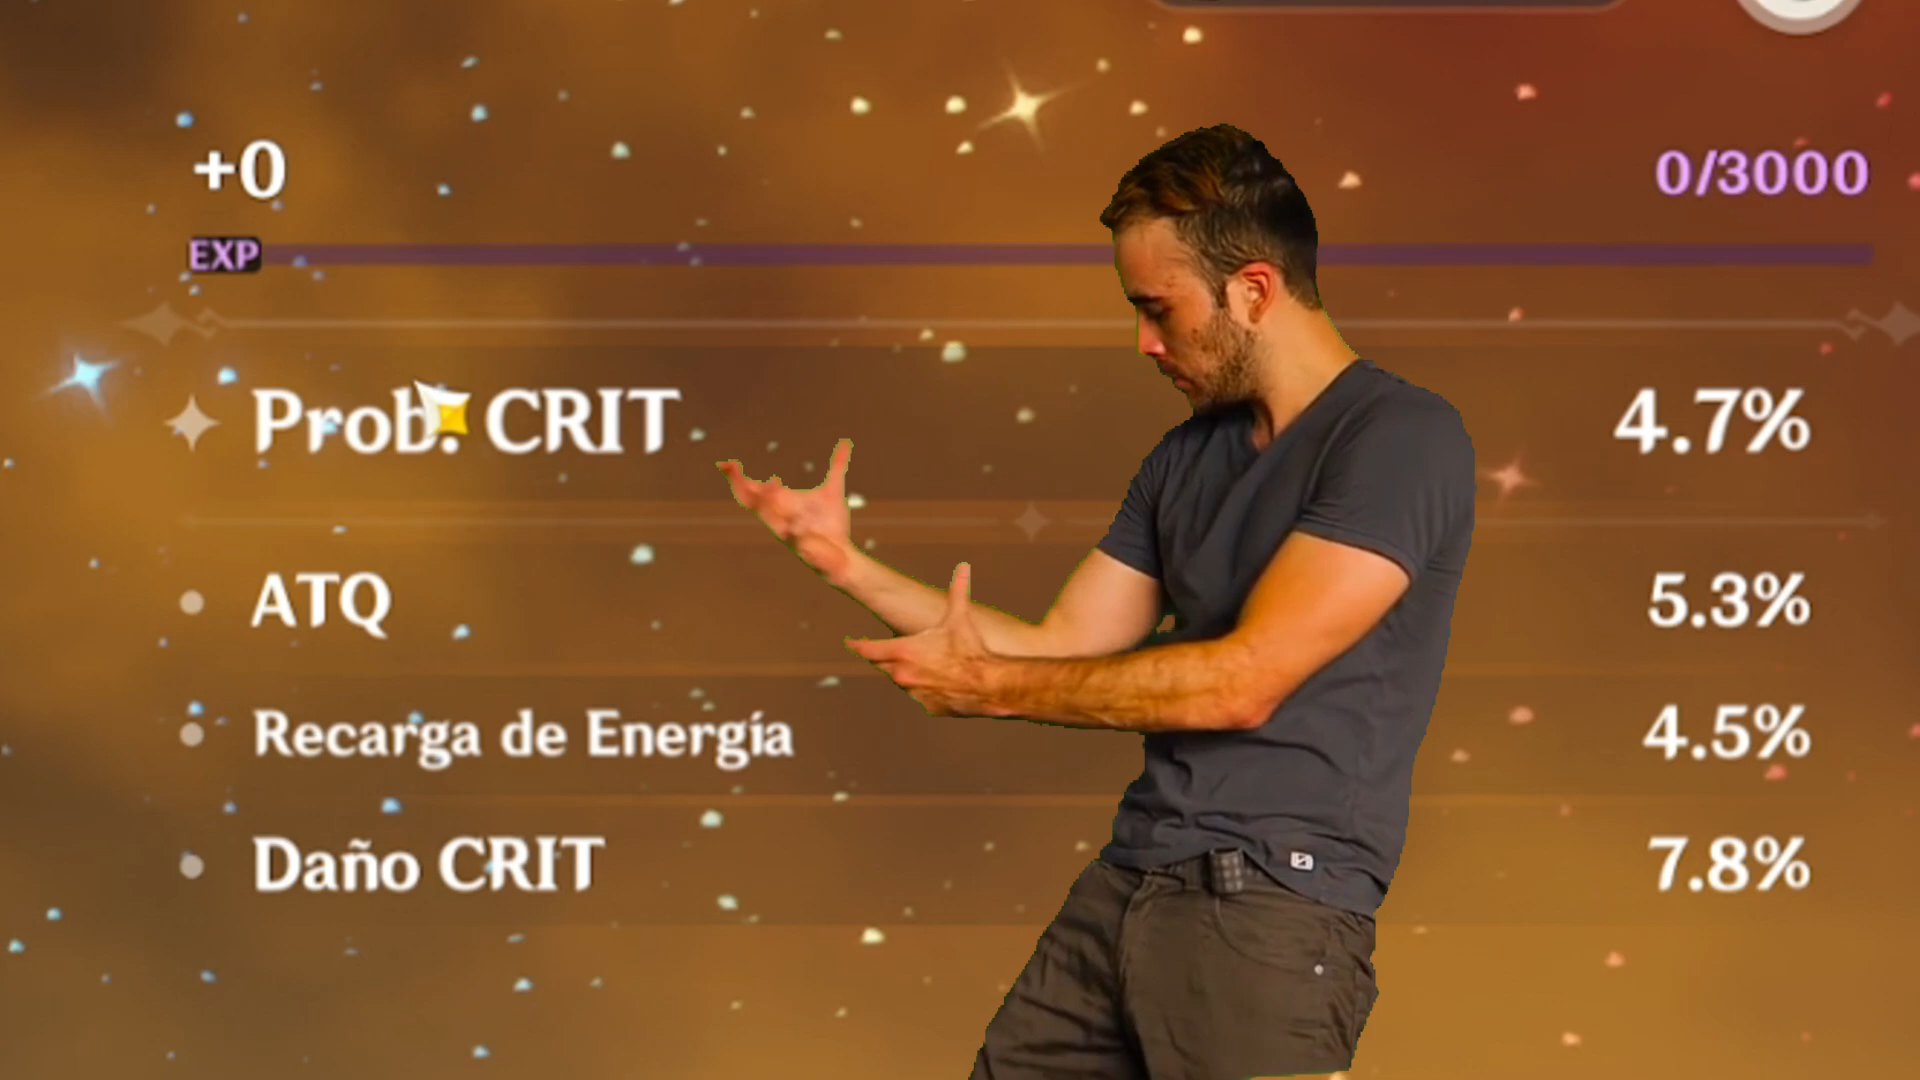 +0 0/3000
EXP
Prob. CRIT 4.7%
ATQ 5.3%
Recarga de Energía 4.5%
Daño CRIT 7.8%